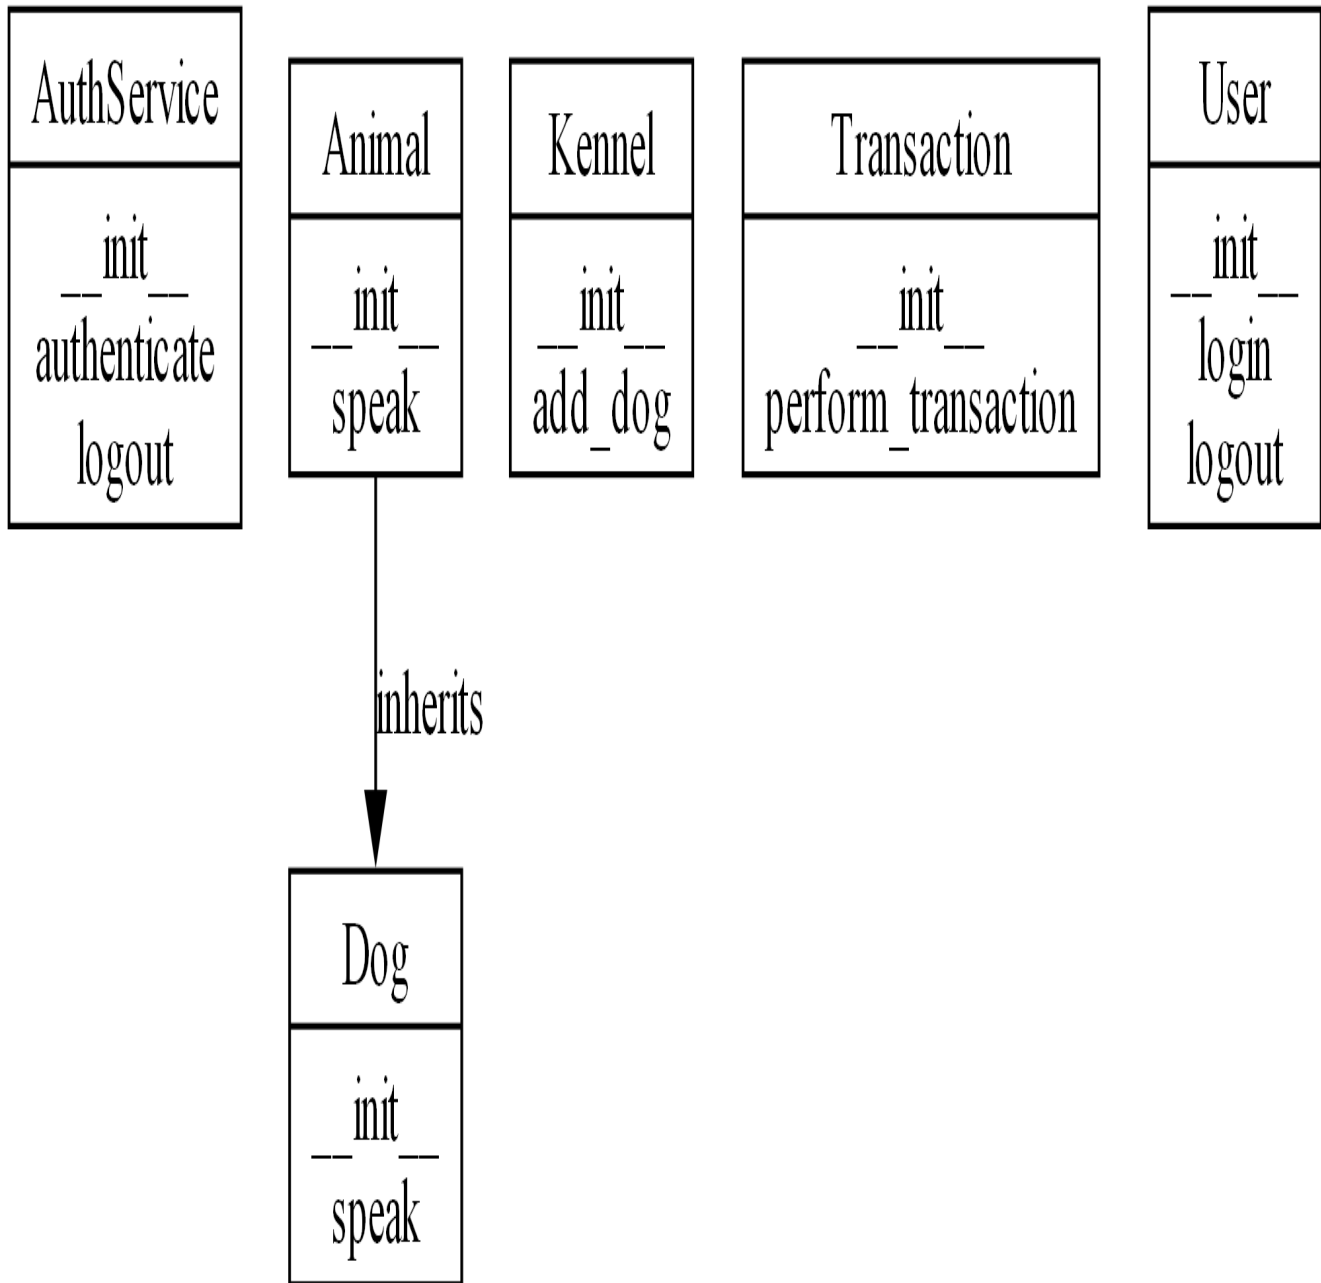 AuthService
__init__
authenticate
logout
Animal
__init__
speak
Kennel
__init__
add_dog
Transaction
__init__
perform_transaction
User
__init__
login
logout
inherits
Dog
__init__
speak